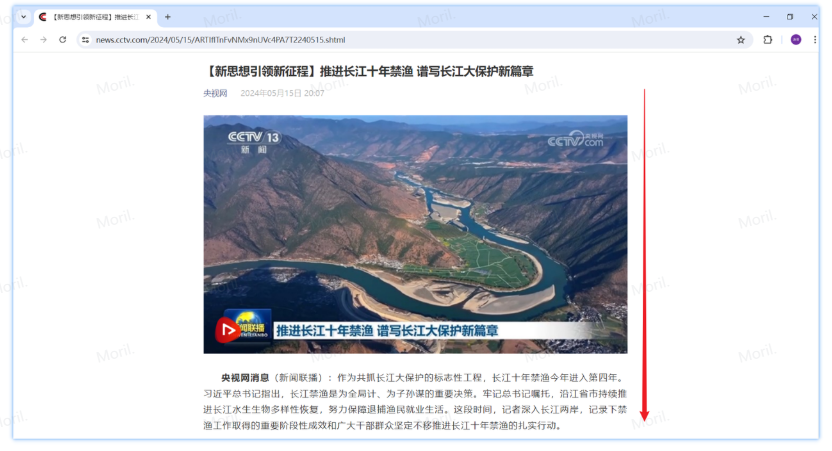 【新思想引领新征程】推进长江
news.cctv.com/2024/05/15/ARTIfITnFvNMx9nUVc4PA7T2240515.shtml
【新思想引领新征程】推进长江十年禁渔 谱写长江大保护新篇章
央视网 2024年05月15日 20:07
CCTV 13
新闻
央视网
CCTV.com
新闻联播
推进长江十年禁渔 谱写长江大保护新篇章
央视网消息（新闻联播）：作为共抓长江大保护的标志性工程，长江十年禁渔今年进入第四年。
习近平总书记指出，长江禁渔是为全局计、为子孙谋的重要决策。牢记总书记嘱托，沿江省市持续推
进长江水生生物多样性恢复，努力保障退捕渔民就业生活。这段时间，记者深入长江两岸，记录下禁
渔工作取得的重要阶段性成效和广大干部群众坚定不移推进长江十年禁渔的扎实行动。
Moril.